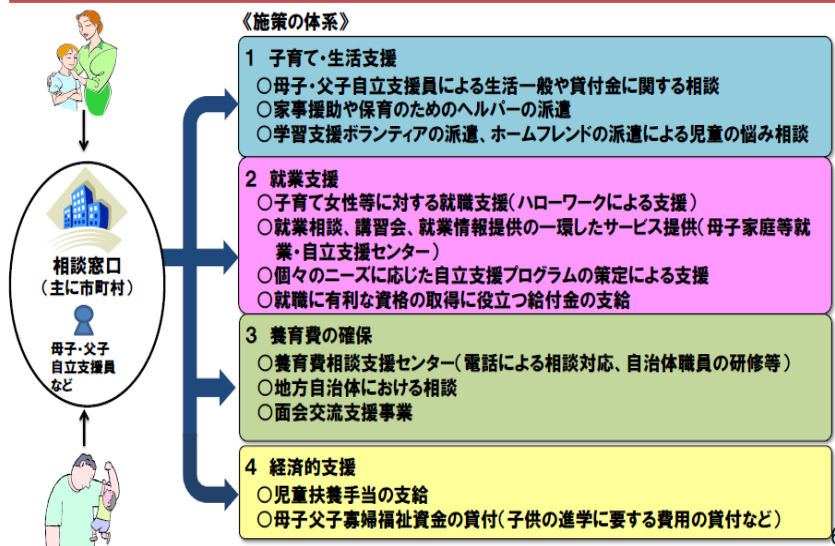 《施策の体系》
1 子育て・生活支援
○母子・父子自立支援員による生活一般や貸付金に関する相談
○家事援助や保育のためのヘルパーの派遣
○学習支援ボランティアの派遣、ホームフレンドの派遣による児童の悩み相談
2 就業支援
○子育て女性等に対する就職支援(ハローワークによる支援)
○就業相談、講習会、就業情報提供の一環したサービス提供(母子家庭等就
業・自立支援センター)
○個々のニーズに応じた自立支援プログラムの策定による支援
○就職に有利な資格の取得に役立つ給付金の支給
相談窓口
(主に市町村)
母子・父子
自立支援員
など
3 養育費の確保
○養育費相談支援センター(電話による相談対応、自治体職員の研修等)
○地方自治体における相談
○面会交流支援事業
4 経済的支援
○児童扶養手当の支給
○母子父子寡婦福祉資金の貸付(子供の進学に要する費用の貸付など)